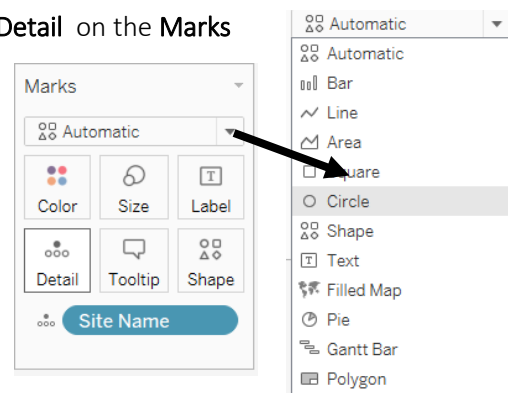 Detail on the Marks
Marks
Automatic
Color Size Label
Detail Tooltip Shape
Site Name
Automatic
Automatic
Bar
Line
Area
Square
Circle
Shape
Text
Filled Map
Pie
Gantt Bar
Polygon